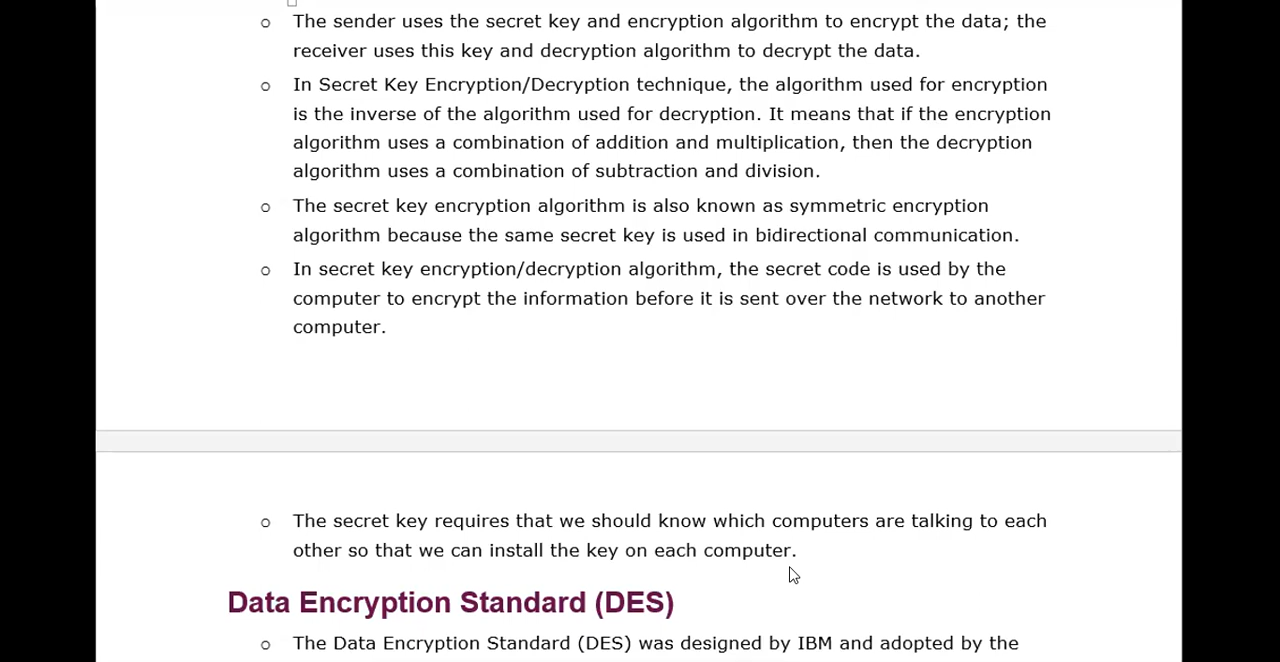 o The sender uses the secret key and encryption algorithm to encrypt the data; the
receiver uses this key and decryption algorithm to decrypt the data.
o In Secret Key Encryption/Decryption technique, the algorithm used for encryption
is the inverse of the algorithm used for decryption. It means that if the encryption
algorithm uses a combination of addition and multiplication, then the decryption
algorithm uses a combination of subtraction and division.
o The secret key encryption algorithm is also known as symmetric encryption
algorithm because the same secret key is used in bidirectional communication.
o In secret key encryption/decryption algorithm, the secret code is used by the
computer to encrypt the information before it is sent over the network to another
computer.
o The secret key requires that we should know which computers are talking to each
other so that we can install the key on each computer.
Data Encryption Standard (DES)
o The Data Encryption Standard (DES) was designed by IBM and adopted by the